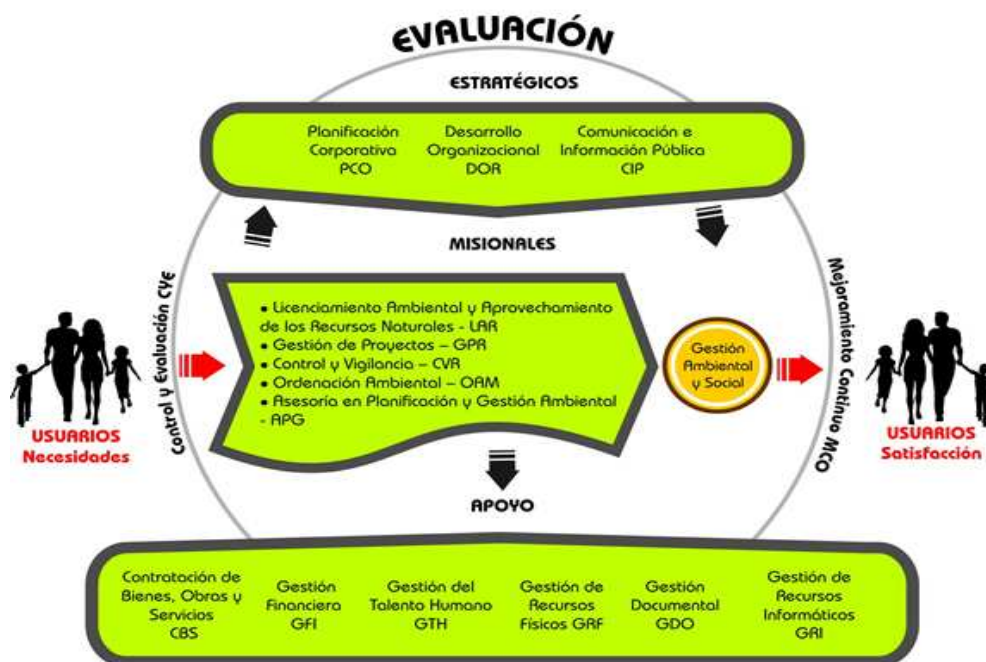 EVALUACIÓN
ESTRATÉGICOS
Planificación
Corporativa
PCO
Desarrollo
Organizacional
DOR
Comunicación e
Información Pública
CIP
MISIONALES
Control y Evaluación CYE
• Licenciamiento Ambiental y Aprovechamiento
de los Recursos Naturales - LAR
• Gestión de Proyectos – GPR
• Control y Vigilancia – CVR
• Ordenación Ambiental – OAM
• Asesoría en Planificación y Gestión Ambiental
- APG
Gestión
Ambiental
y Social
Mejoramiento Continuo MCO
USUARIOS
Necesidades
USUARIOS
Satisfacción
APOYO
Contratación de
Bienes, Obras y
Servicios
CBS
Gestión
Financiera
GFI
Gestión del
Talento Humano
GTH
Gestión de
Recursos
Físicos GRF
Gestión
Documental
GDO
Gestión de
Recursos
Informáticos
GRI